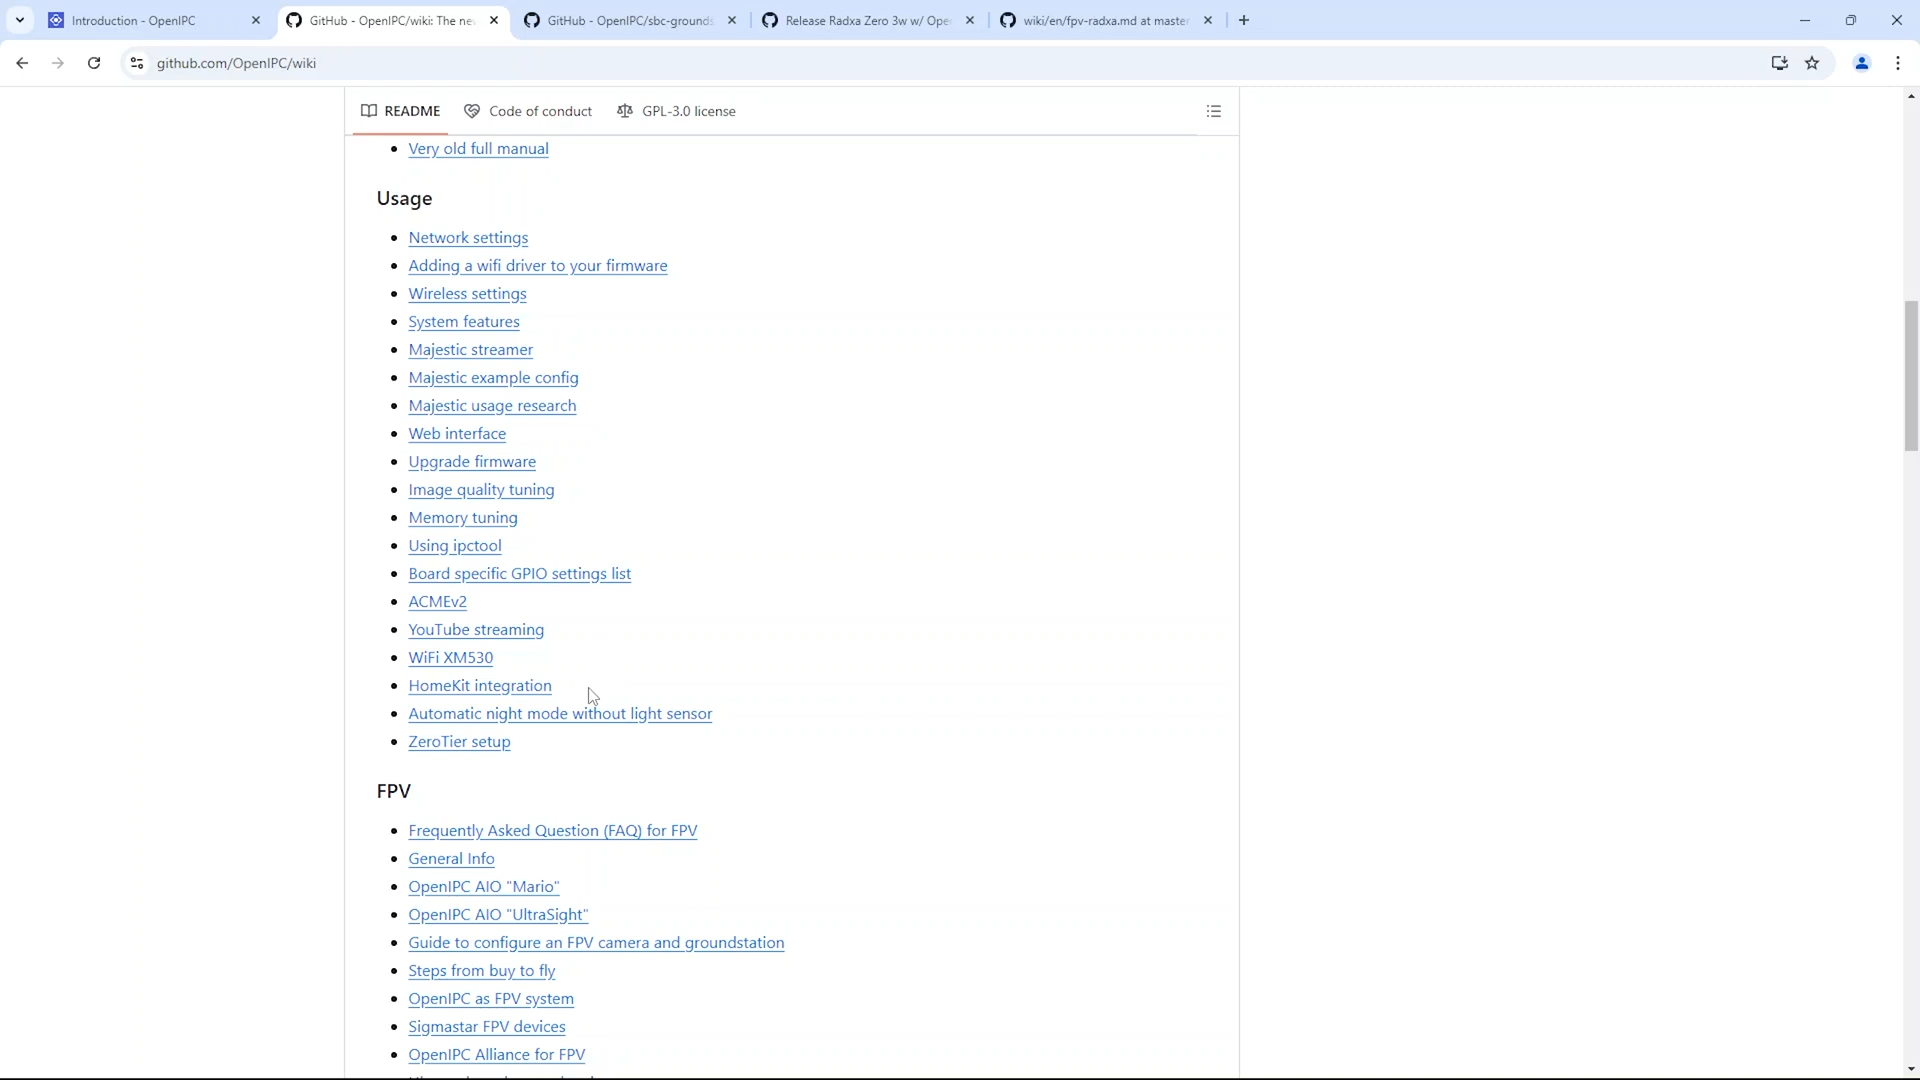 Introduction - OpenIPC
GitHub - OpenIPC/wiki: The ne
GitHub - OpenIPC/sbc-grounds
Release Radxa Zero 3w w/ Ope
wiki/en/fpv-radxa.md at master
github.com/OpenIPC/wiki
README
Code of conduct
GPL-3.0 license
Very old full manual
Usage
Network settings
Adding a wifi driver to your firmware
Wireless settings
System features
Majestic streamer
Majestic example config
Majestic usage research
Web interface
Upgrade firmware
Image quality tuning
Memory tuning
Using ipctool
Board specific GPIO settings list
ACMEv2
YouTube streaming
WiFi XM530
HomeKit integration
Automatic night mode without light sensor
ZeroTier setup
FPV
Frequently Asked Question (FAQ) for FPV
General Info
OpenIPC AIO "Mario"
OpenIPC AIO "UltraSight"
Guide to configure an FPV camera and groundstation
Steps from buy to fly
OpenIPC as FPV system
Sigmastar FPV devices
OpenIPC Alliance for FPV